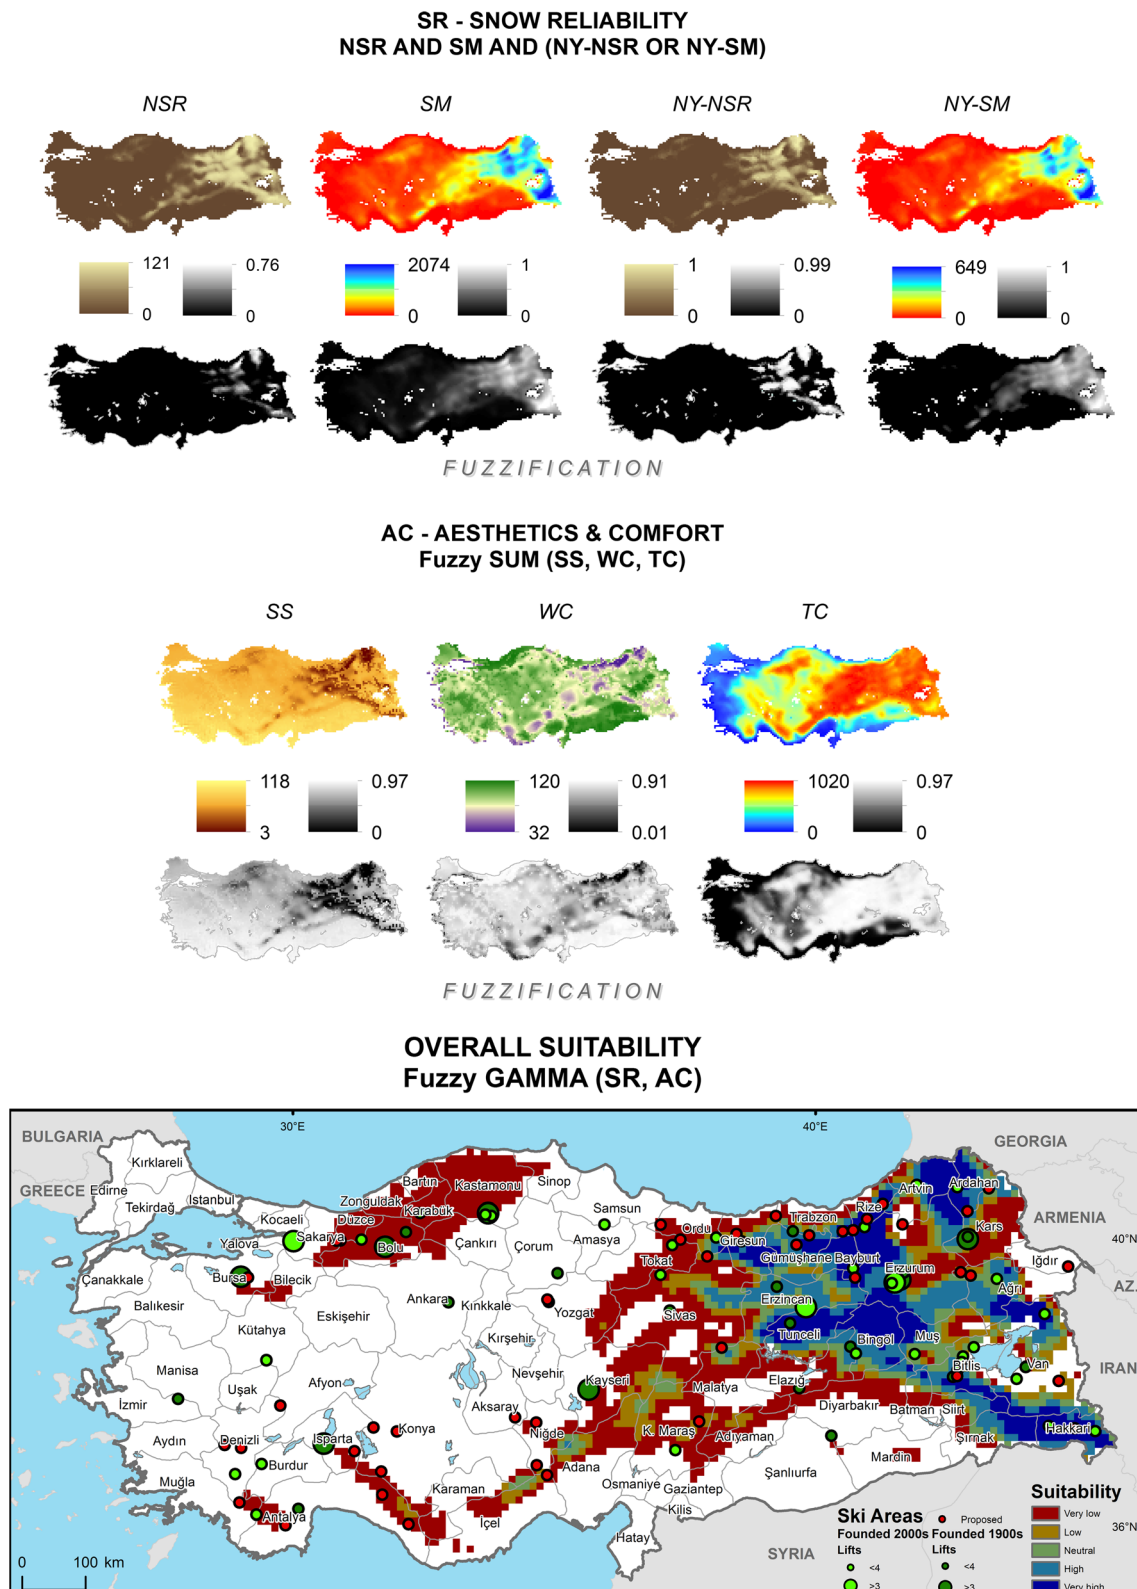 SR - SNOW RELIABILITY
NSR AND SM AND (NY-NSR OR NY-SM)
NSR SM NY-NSR NY-SM
121 0.76 2074 1 1 0.99 649 1
0 0 0 0 0 0 0 0
FUZZIFICATION
AC - AESTHETICS & COMFORT
Fuzzy SUM (SS, WC, TC)
SS WC TC
118 0.97 120 0.91 1020 0.97
3 0 32 0.01 0 0
FUZZIFICATION
OVERALL SUITABILITY
Fuzzy GAMMA (SR, AC)
30°E 40°E
BULGARIA
GEORGIA
Kırklareli
GREECE
Edirne
Tekirdağ
Istanbul
Kocaeli
Yalova
Sakarya
Düzce
Zonguldak
Bartın
Karabük
Kastamonu
Sinop
Samsun
Bolu
Çankırı
Çorum
Amasya
Ordu
Giresun
Trabzon
Rize
Artvin
Ardahan
Kars
ARMENIA
40°N
Tokat
Gümüşhane
Bayburt
Erzurum
Iğdır
AZ.
Ağrı
Çanakkale
Bursa
Bilecik
Balıkesir
Eskişehir
Ankara
Kırıkkale
Yozgat
Sivas
Erzincan
Tunceli
Bingöl
Muş
Kütahya
Kırşehir
Nevşehir
Kayseri
Manisa
Uşak
Afyon
Aksaray
Malatya
Elazığ
Bitlis
Van
IRAN
İzmir
Konya
Niğde
K. Maraş
Adıyaman
Diyarbakır
Batman
Siirt
Şırnak
Hakkari
Aydın
Denizli
Isparta
Burdur
Muğla
Antalya
Karaman
İçel
Adana
Osmaniye
Gaziantep
Kilis
Hatay
Şanlıurfa
Mardin
SYRIA
36°N
0 100 km
Ski Areas
Proposed
Founded 2000s Founded 1900s
Lifts Lifts
<4 <4
>3 >3
Suitability
Very low
Low
Neutral
High
Very high